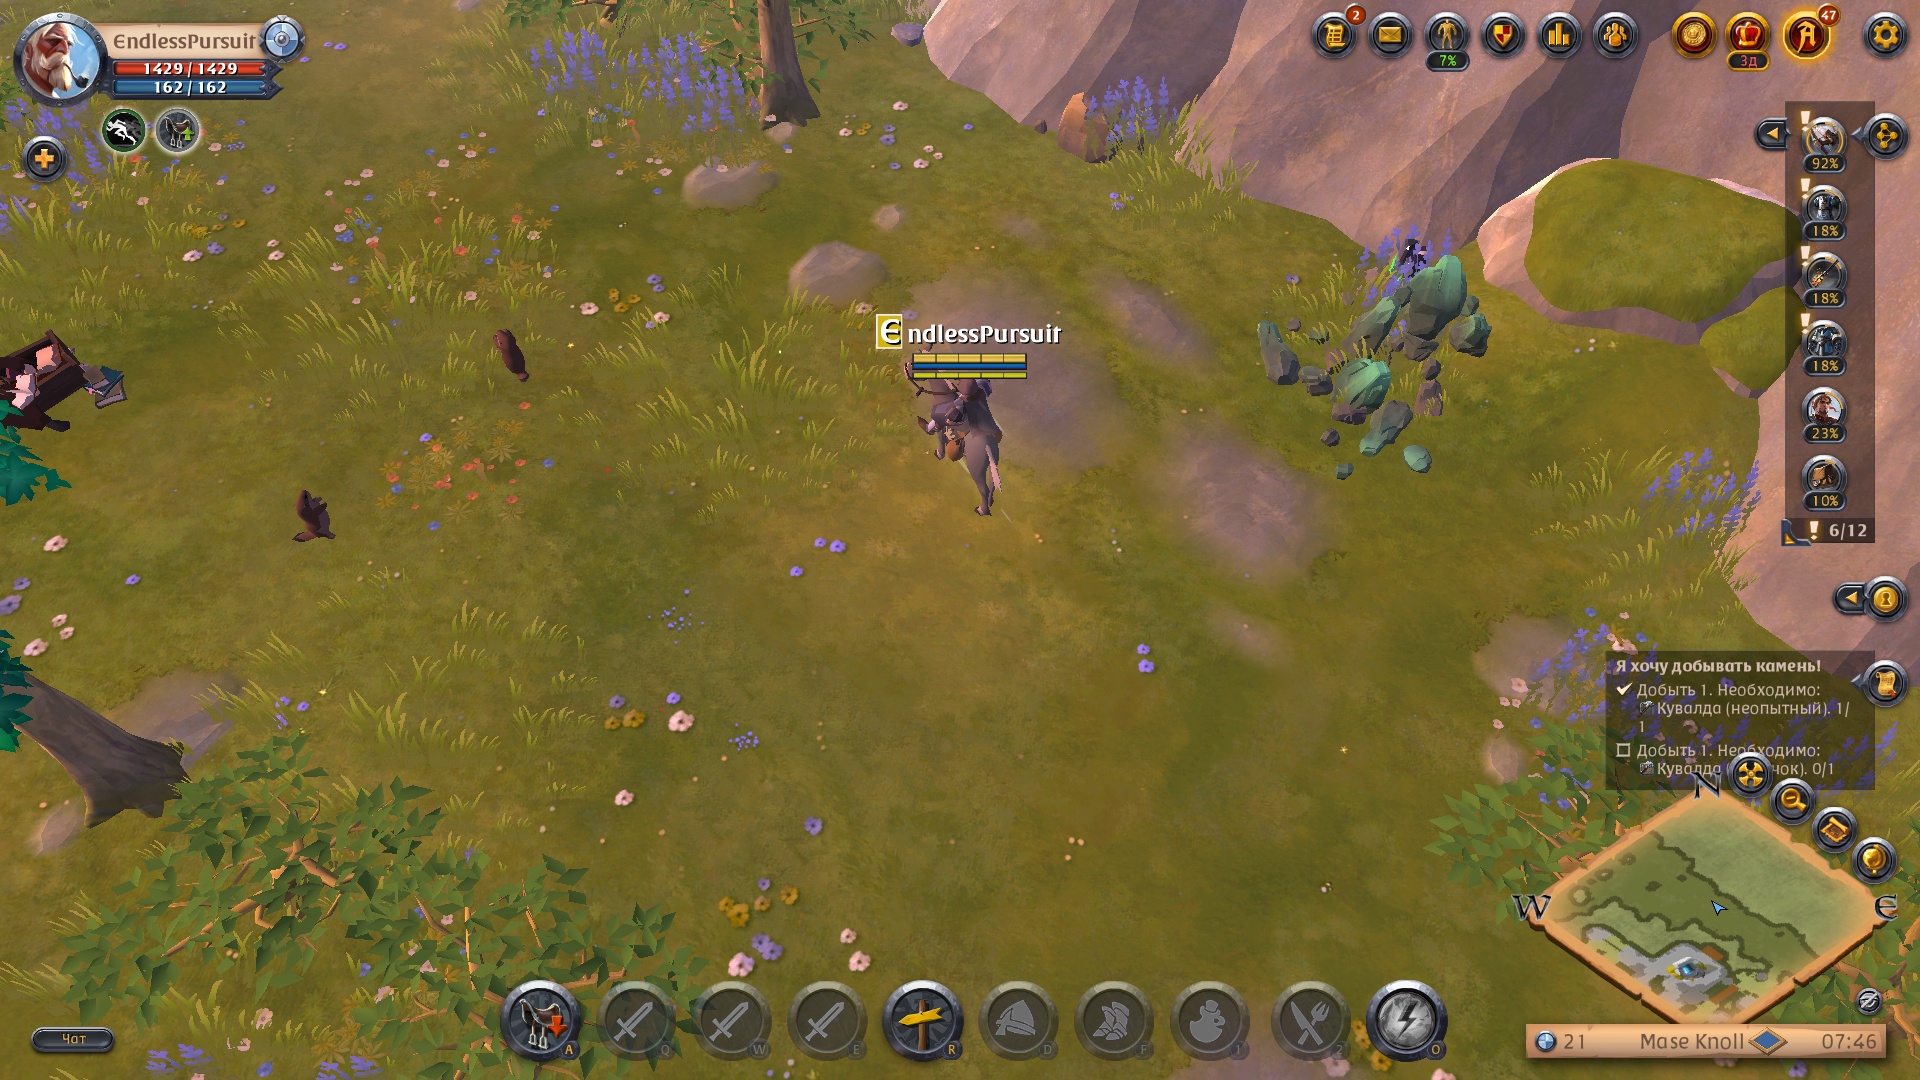 EndlessPursuit
1429 / 1429
162 / 162
2
7%
3д
47
92%
18%
18%
18%
23%
10%
6/12
EndlessPursuit
Я хочу добывать камень!
Добыть 1. Необходимо:
Кувалда (неопытный). 1/
1
Добыть 1. Необходимо:
Кувалда чок). 0/1
N
W
E
21
Mase Knoll
07:46
Чат
A
Q
W
E
R
D
F
1
2
O